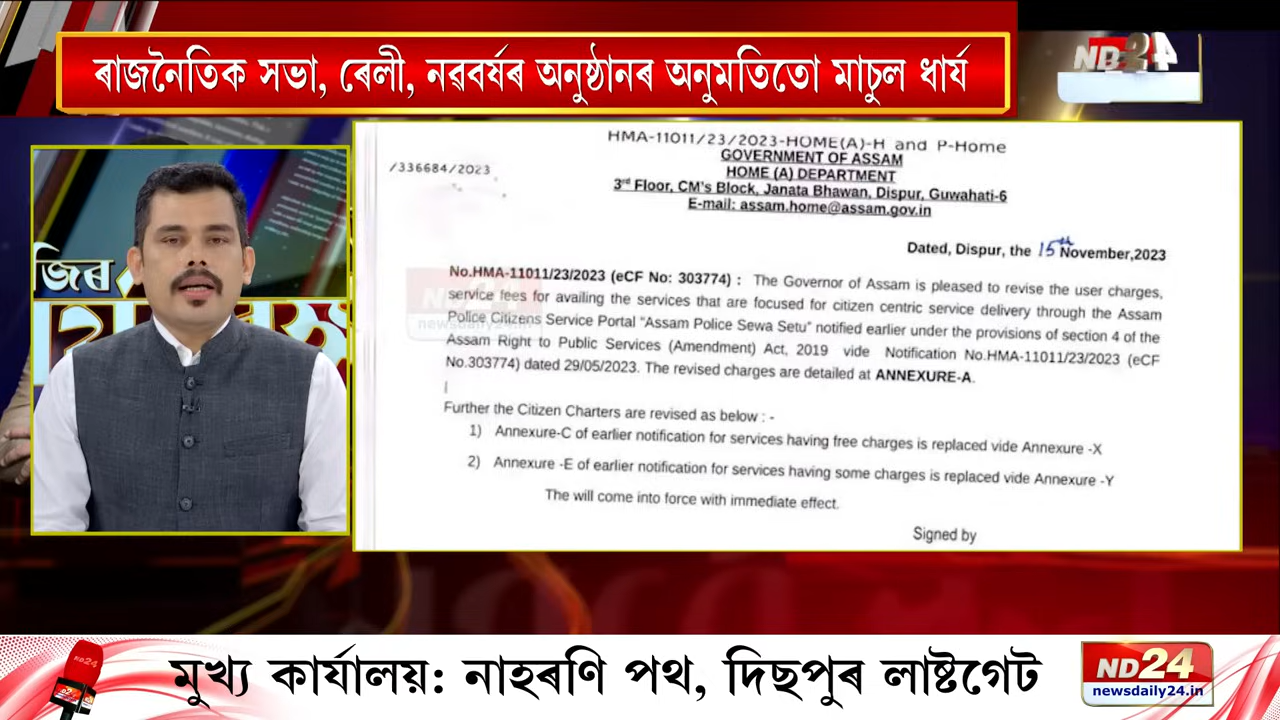 ৰাজনৈতিক সভা, ৰেলী, নৱবৰ্ষৰ অনুষ্ঠানৰ অনুমতিতো মাচুল ধাৰ্য
ND24
HMA-11011/23/2023-HOME(A)-H and P-Home
/336684/2023
GOVERNMENT OF ASSAM
HOME (A) DEPARTMENT
3rd Floor, CM's Block, Janata Bhawan, Dispur, Guwahati-6
E-mail: assam.home@assam.gov.in
Dated, Dispur, the 15th November,2023
No.HMA-11011/23/2023 (eCF No: 303774) : The Governor of Assam is pleased to revise the user charges,
service fees for availing the services that are focused for citizen centric service delivery through the Assam
Police Citizens Service Portal "Assam Police Sewa Setu" notified earlier under the provisions of section 4 of the
Assam Right to Public Services (Amendment) Act, 2019 vide Notification No.HMA-11011/23/2023 (eCF
No.303774) dated 29/05/2023. The revised charges are detailed at ANNEXURE-A.
Further the Citizen Charters are revised as below : -
1) Annexure-C of earlier notification for services having free charges is replaced vide Annexure -X
2) Annexure -E of earlier notification for services having some charges is replaced vide Annexure -Y
The will come into force with immediate effect.
Signed by
ND24
newsdaily24.in
জিৰ
ND24
মুখ্য কাৰ্যালয়: নাহৰণি পথ, দিছপুৰ লাষ্টগেট
ND24
newsdaily24.in